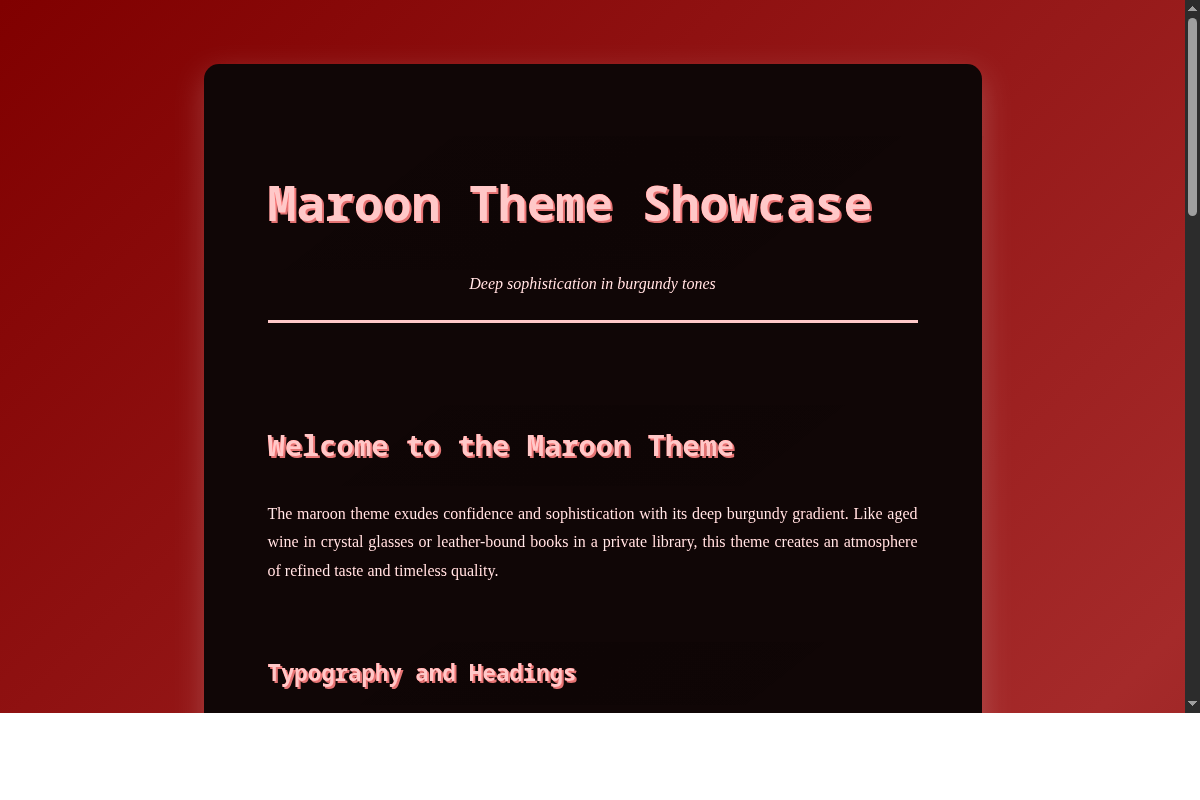 Maroon Theme Showcase
Deep sophistication in burgundy tones
Welcome to the Maroon Theme
The maroon theme exudes confidence and sophistication with its deep burgundy gradient. Like aged
wine in crystal glasses or leather-bound books in a private library, this theme creates an atmosphere
of refined taste and timeless quality.
Typography and Headings